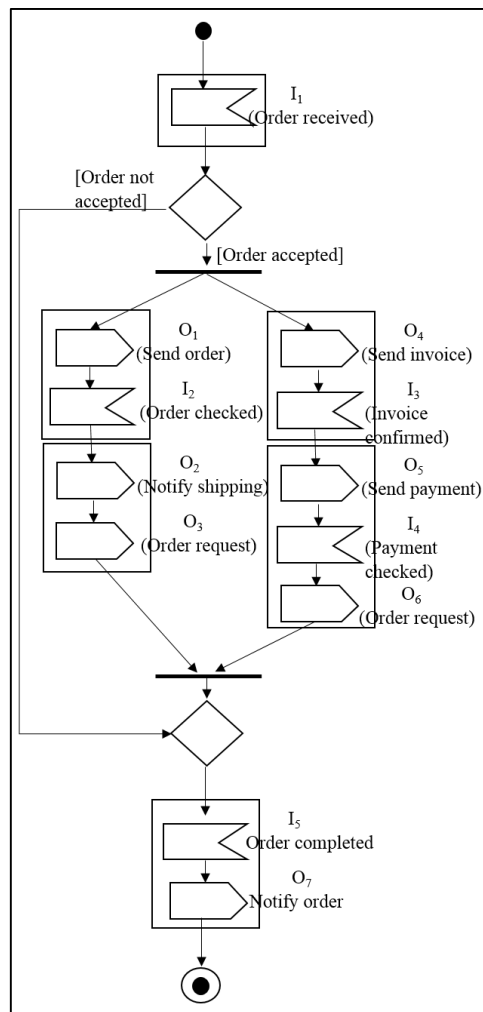 I₁
(Order received)
[Order not
accepted]
[Order accepted]
O₁
(Send order)
I₂
(Order checked)
O₂
(Notify shipping)
O₃
(Order request)
O₄
(Send invoice)
I₃
(Invoice
confirmed)
O₅
(Send payment)
I₄
(Payment
checked)
O₆
(Order request)
I₅
Order completed
O₇
Notify order